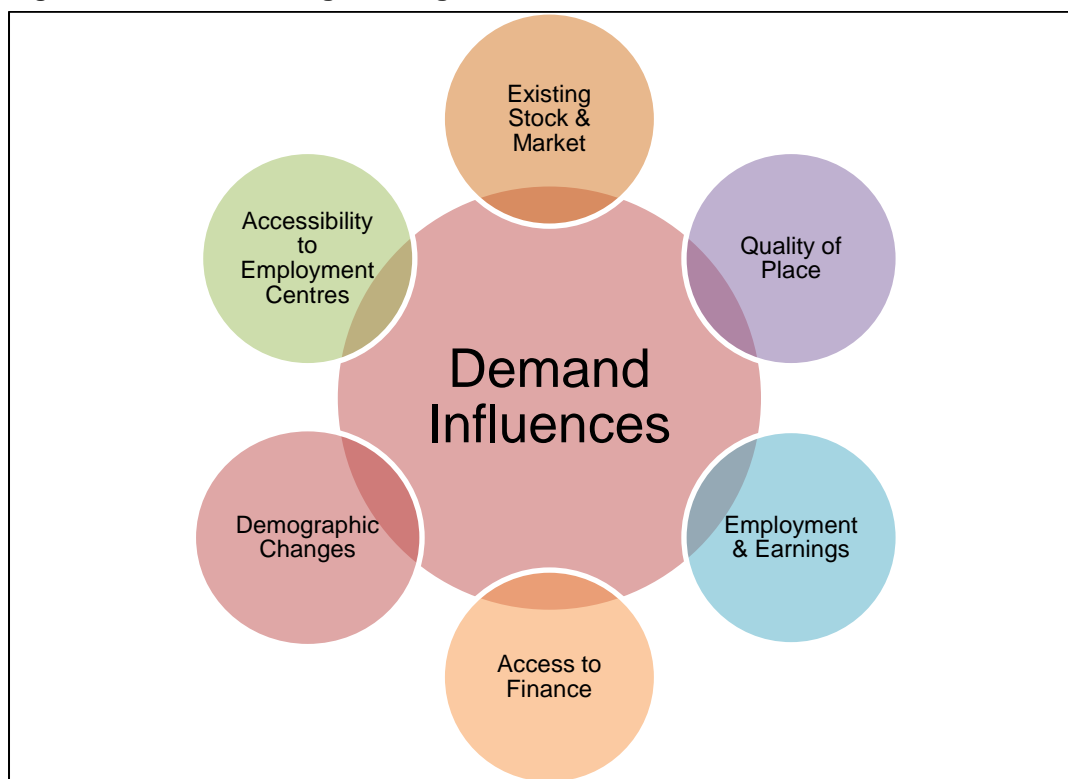 Existing
Stock &
Market
Quality of
Place
Employment
& Earnings
Access to
Finance
Demographic
Changes
Accessibility
to
Employment
Centres
Demand
Influences